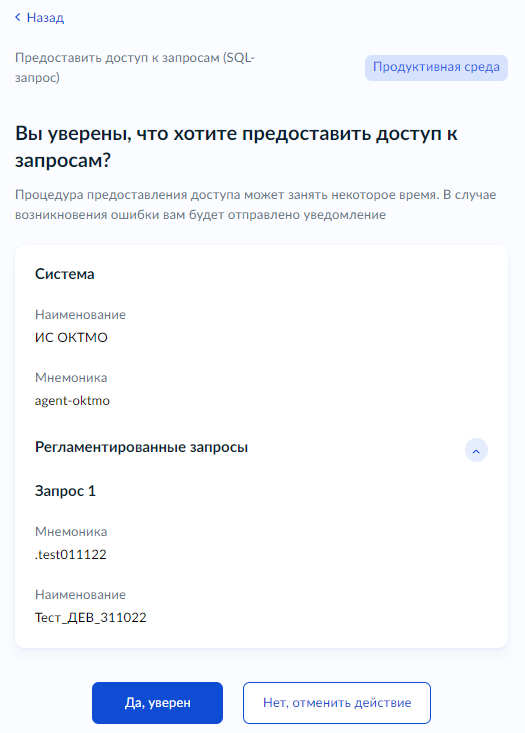 Назад
Предоставить доступ к запросам (SQL-
запрос)
Продуктивная среда
Вы уверены, что хотите предоставить доступ к
запросам?
Процедура предоставления доступа может занять некоторое время. В случае
возникновения ошибки вам будет отправлено уведомление
Система
Наименование
ИС ОКТМО
Мнемоника
agent-oktmo
Регламентированные запросы
Запрос 1
Мнемоника
.test011122
Наименование
Тест_ДЕВ_311022
Да, уверен
Нет, отменить действие